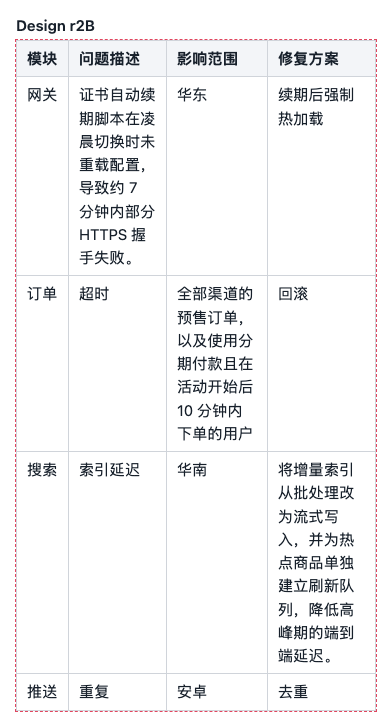 Design r2B
模块 问题描述 影响范围 修复方案
网关 证书自动续 华东 续期后强制
期脚本在凌 热加载
晨切换时未
重载配置，
导致约 7
分钟内部分
HTTPS 握
手失败。
订单 超时 全部渠道的 回滚
预售订单，
以及使用分
期付款且在
活动开始后
10 分钟内
下单的用户
搜索 索引延迟 华南 将增量索引
从批处理改
为流式写
入，并为热
点商品单独
建立刷新队
列，降低高
峰期的端到
端延迟。
推送 重复 安卓 去重